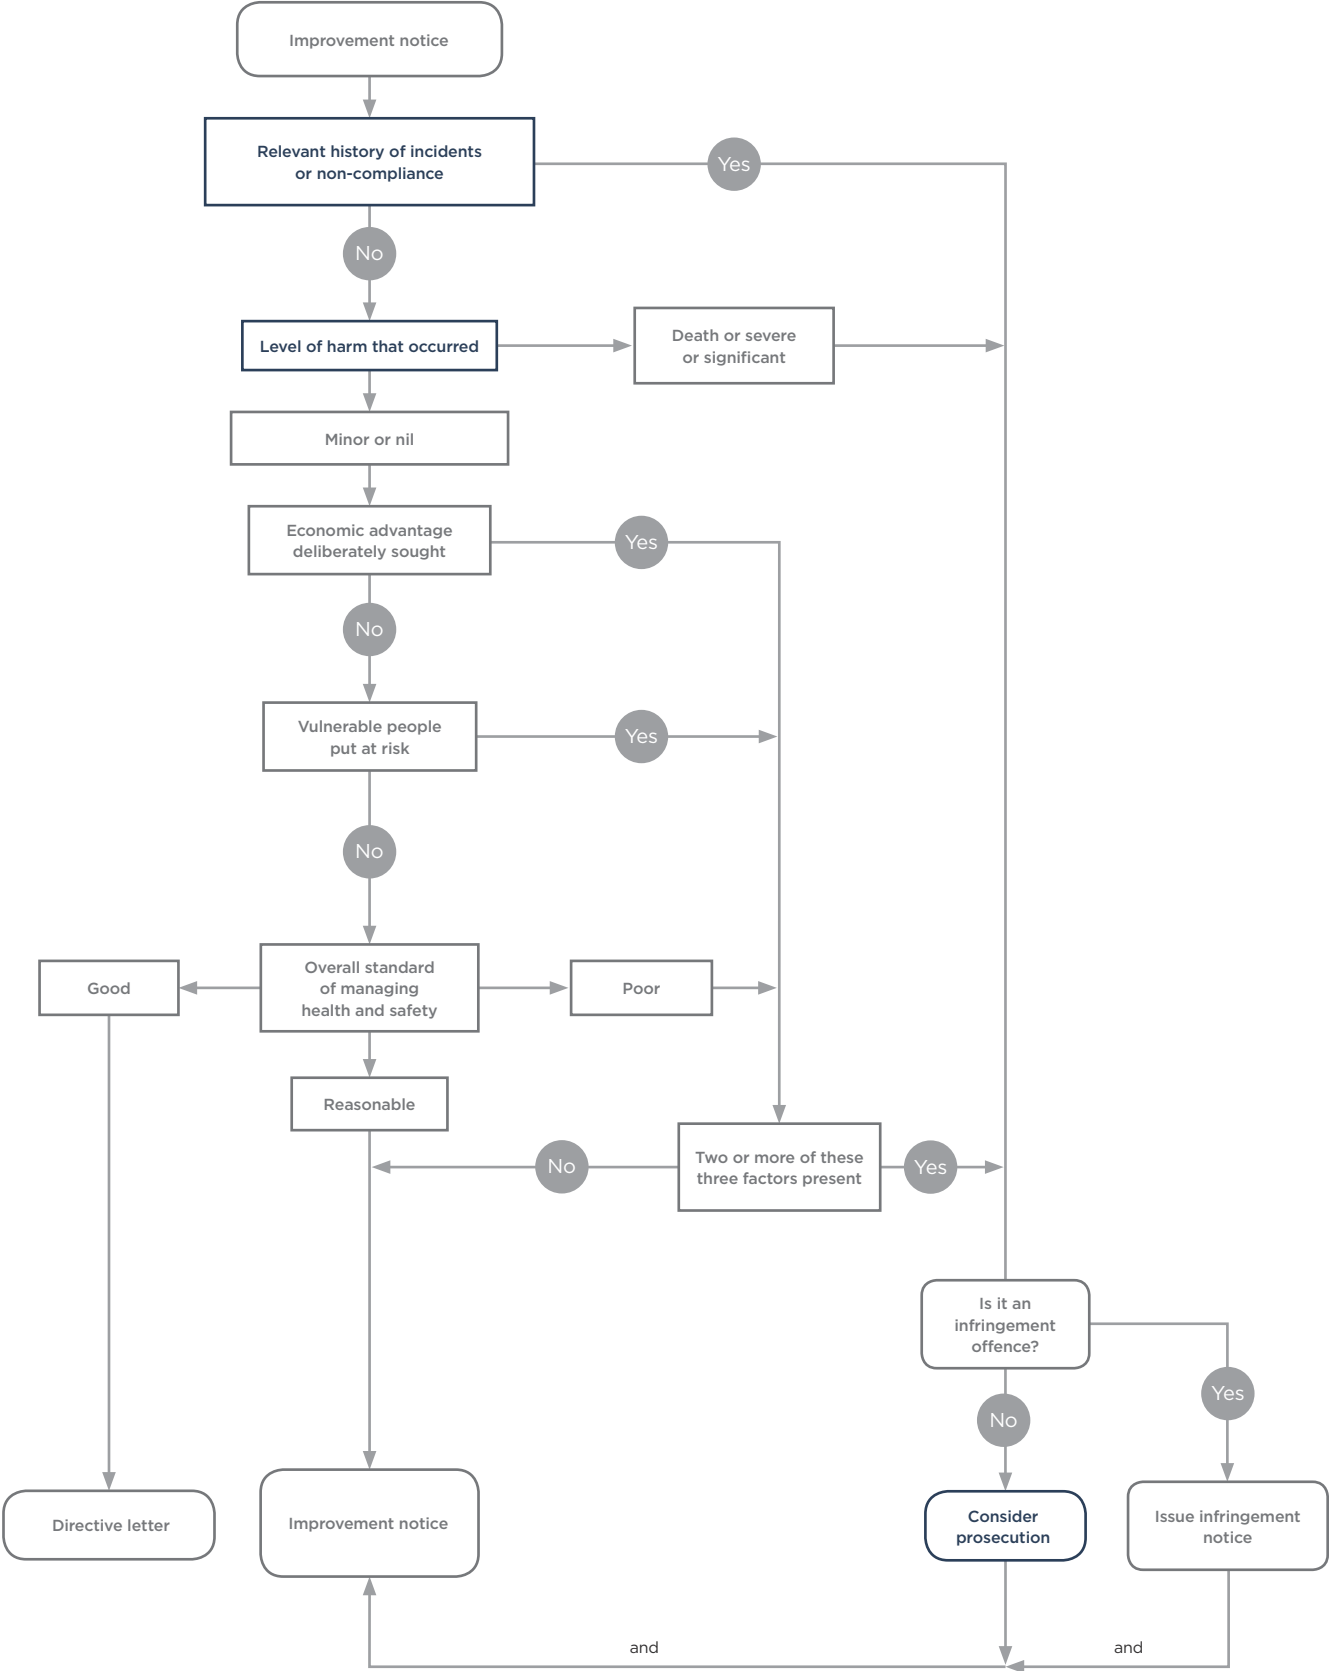 Improvement notice
Relevant history of incidents
or non-compliance
Yes
No
Level of harm that occurred
Death or severe
or significant
Minor or nil
Economic advantage
deliberately sought
Yes
No
Vulnerable people
put at risk
Yes
No
Good
Overall standard
of managing
health and safety
Poor
Reasonable
No
Two or more of these
three factors present
Yes
Is it an
infringement
offence?
Yes
No
Directive letter
Improvement notice
Consider
prosecution
Issue infringement
notice
and
and